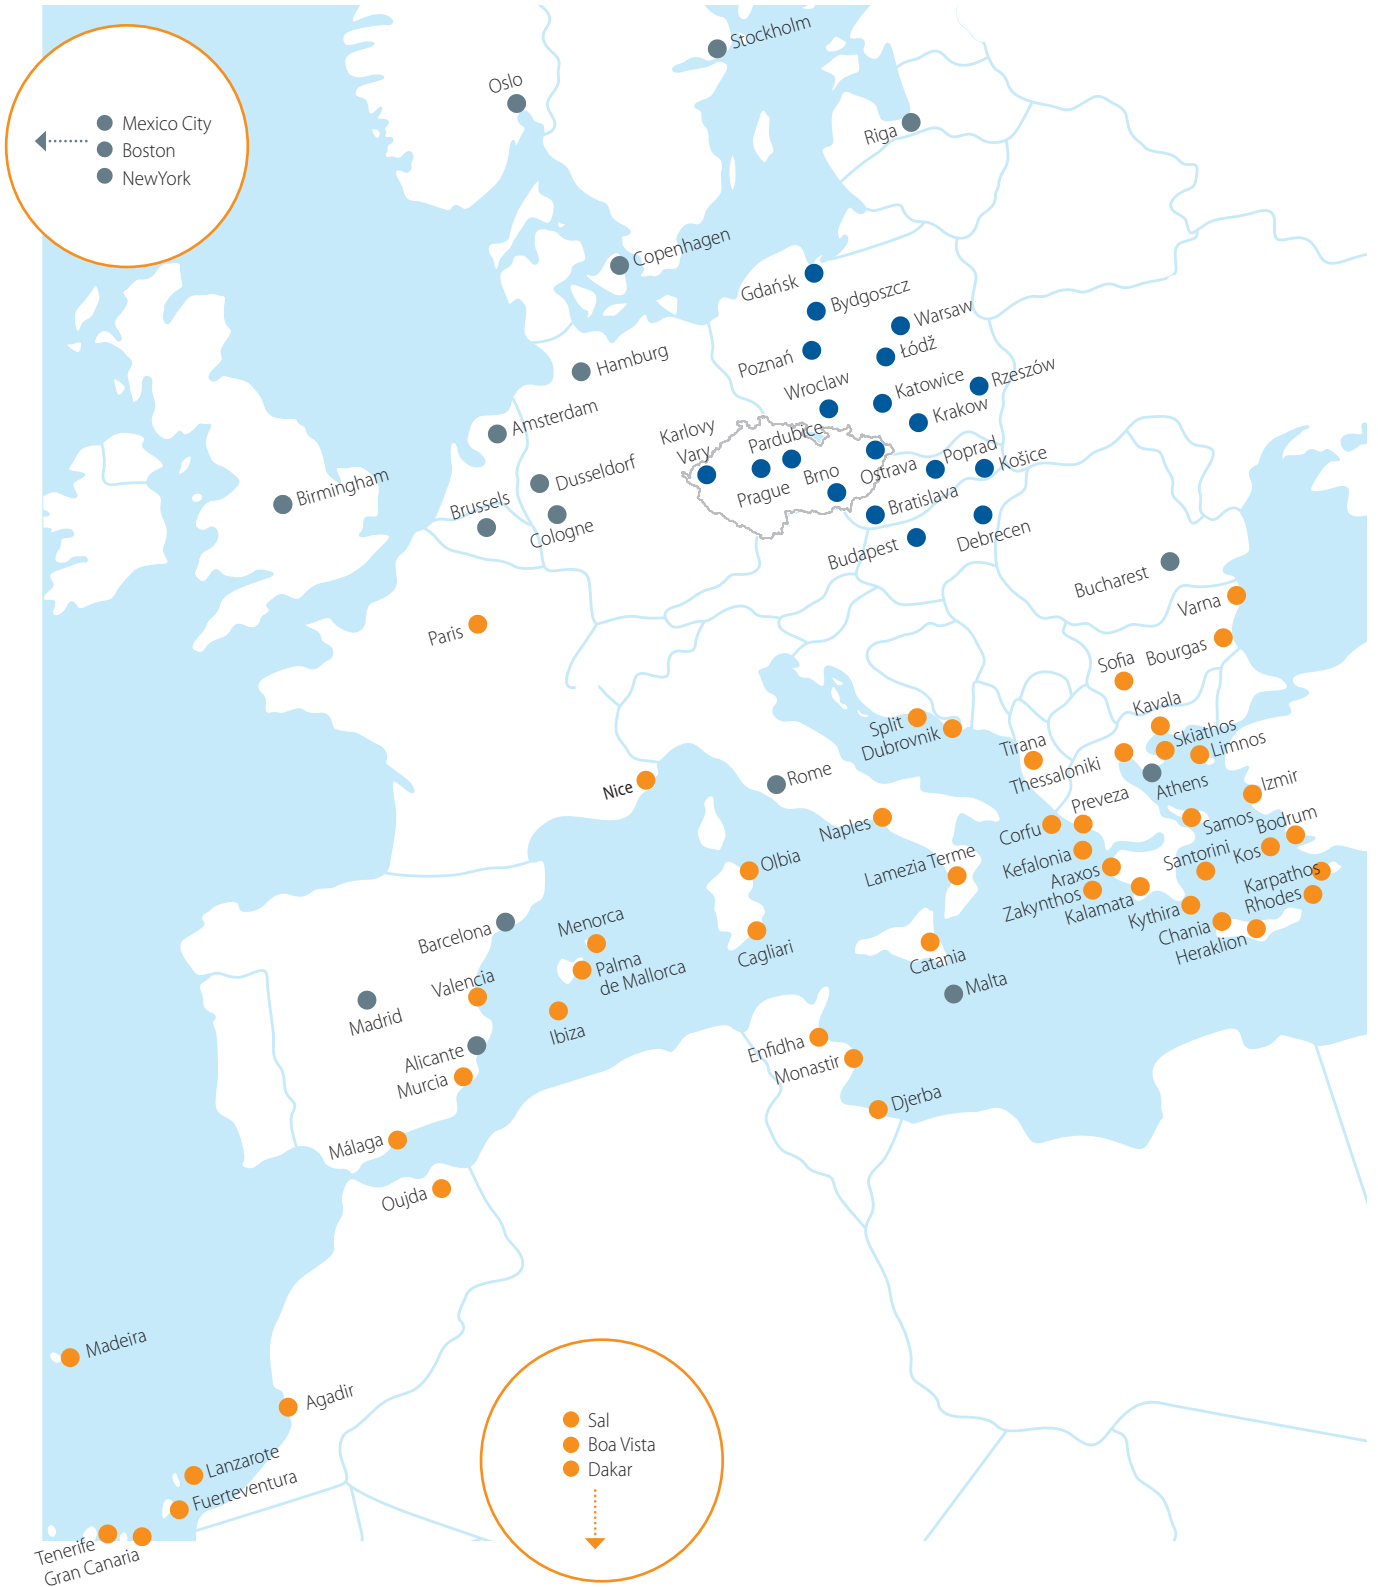 Stockholm
Oslo
Mexico City
Boston
NewYork
Riga
Copenhagen
Gdańsk
Bydgoszcz
Warsaw
Łódž
Poznań
Hamburg
Wroclaw
Katowice
Rzeszów
Krakow
Amsterdam
Karlovy
Vary
Pardubice
Prague
Brno
Ostrava
Poprad
Košice
Dusseldorf
Birmingham
Brussels
Cologne
Bratislava
Budapest
Debrecen
Bucharest
Varna
Paris
Bourgas
Sofia
Kavala
Split
Dubrovnik
Tirana
Skiathos
Limnos
Thessaloniki
Athens
Izmir
Nice
Rome
Preveza
Naples
Corfu
Samos
Bodrum
Olbia
Lamezia Terme
Kefalonia
Araxos
Santorini
Kos
Karpathos
Rhodes
Zakynthos
Kalamata
Kythira
Chania
Heraklion
Menorca
Barcelona
Cagliari
Catania
Palma
de Mallorca
Valencia
Malta
Madrid
Ibiza
Alicante
Murcia
Enfidha
Monastir
Djerba
Málaga
Oujda
Madeira
Agadir
Sal
Boa Vista
Dakar
Lanzarote
Fuerteventura
Tenerife
Gran Canaria